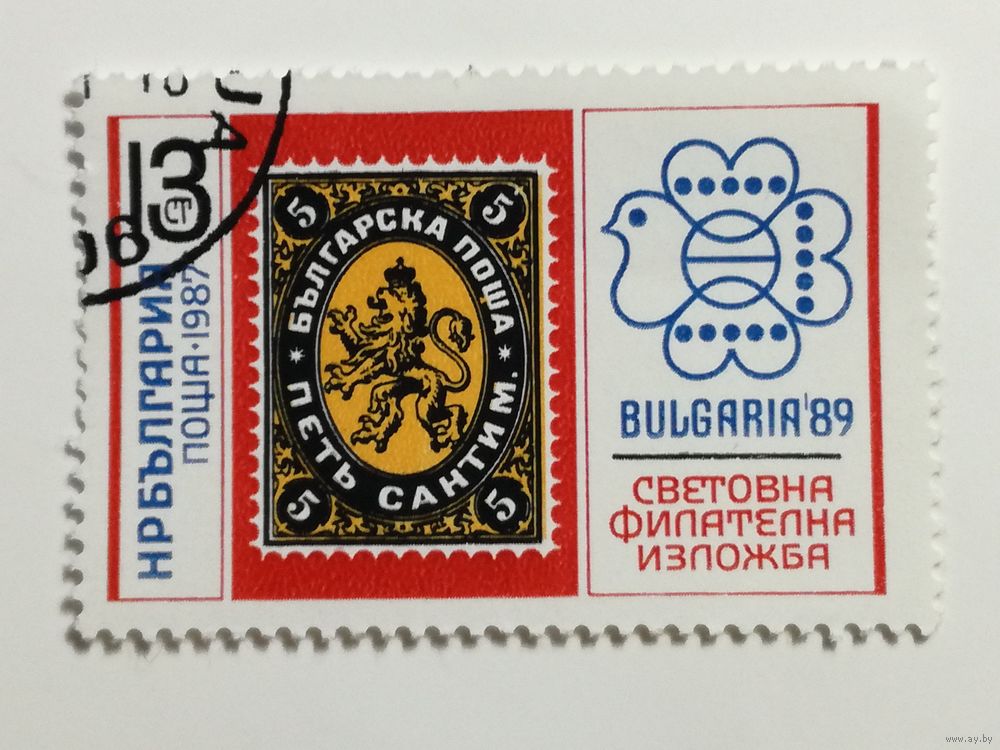 13
СТ
НР БЪЛГАРИЯ
ПОЩА·1987
5 5
БЪЛГАРСКА ПОЩА
ПЕТЬ САНТИМ.
5 5
BULGARIA'89
СВЕТОВНА
ФИЛАТЕЛНА
ИЗЛОЖБА
www.ay.by